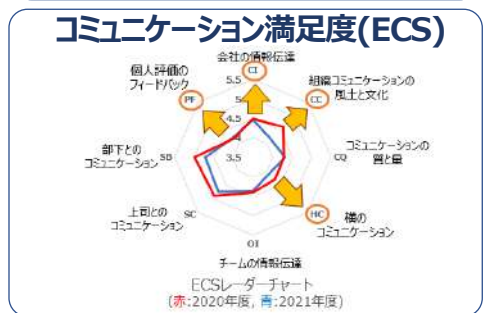 コミュニケーション満足度(ECS)
会社の情報伝達
CI
個人評価の
フィードバック
PF
組織コミュニケーションの
風土と文化
CC
5.5
5
4.5
4
3.5
部下との
コミュニケーション
SB
コミュニケーションの
質と量
CQ
上司との
コミュニケーション
SC
横の
コミュニケーション
HC
OI
チームの情報伝達
ECSレーダーチャート
(赤:2020年度, 青:2021年度)